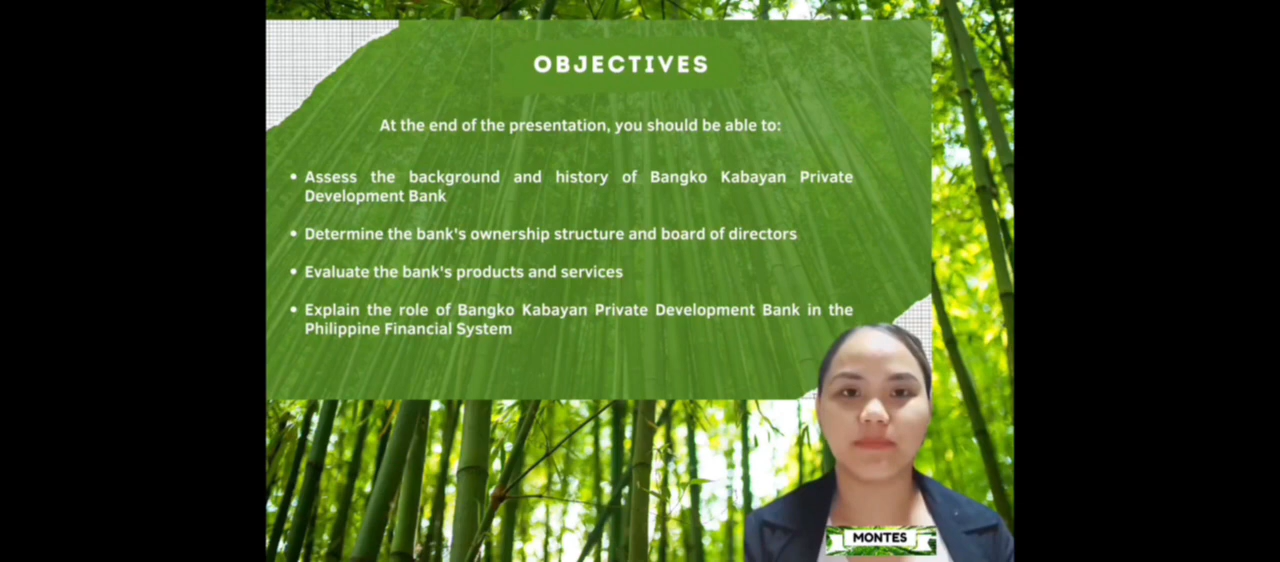 OBJECTIVES
At the end of the presentation, you should be able to:
• Assess the background and history of Bangko Kabayan Private
Development Bank
• Determine the bank's ownership structure and board of directors
• Evaluate the bank's products and services
• Explain the role of Bangko Kabayan Private Development Bank in the
Philippine Financial System
MONTES